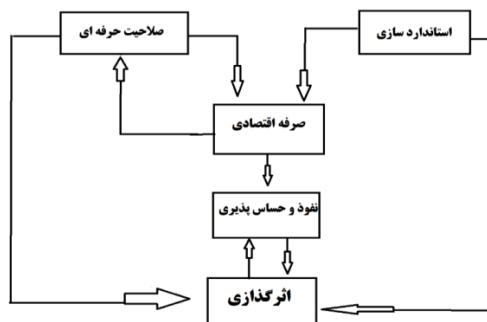 استاندارد سازی
صلاحیت حرفه ای
صرفه اقتصادی
نفوذ و حساس پذیری
اثرگذازی